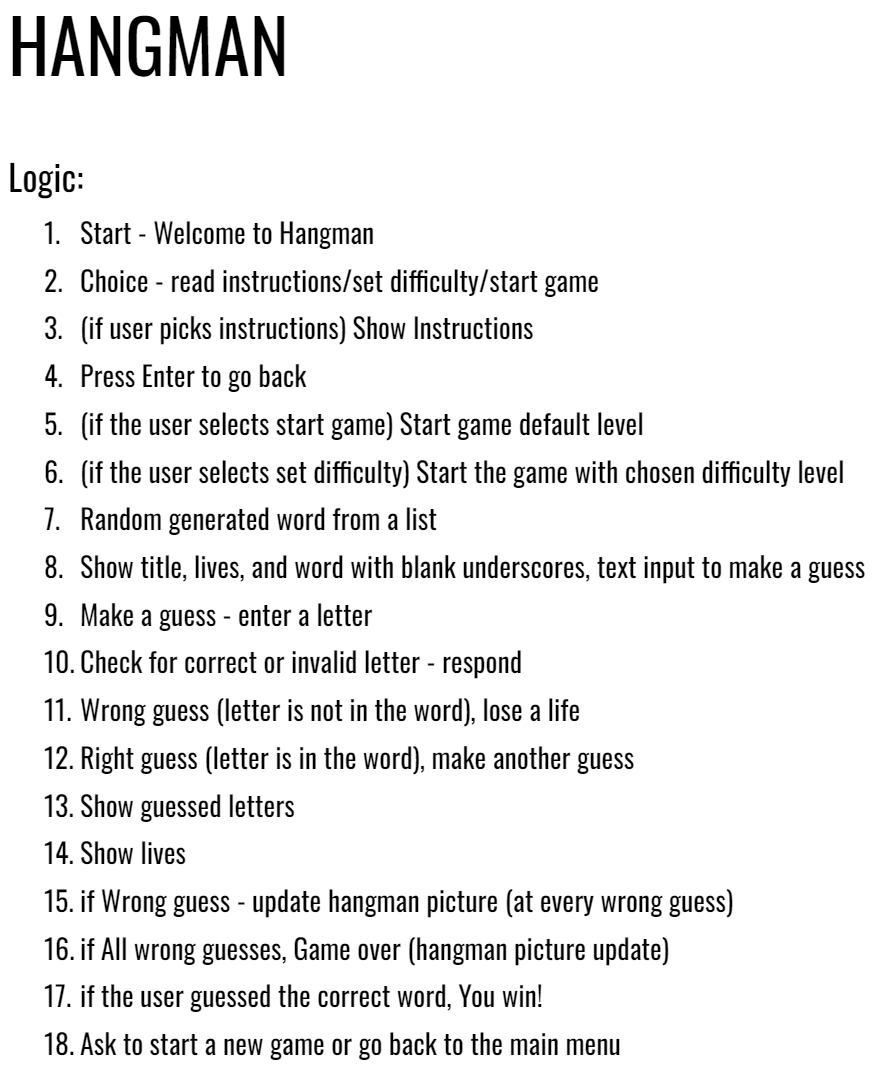 HANGMAN
Logic:
1. Start - Welcome to Hangman
2. Choice - read instructions/set difficulty/start game
3. (if user picks instructions) Show Instructions
4. Press Enter to go back
5. (if the user selects start game) Start game default level
6. (if the user selects set difficulty) Start the game with chosen difficulty level
7. Random generated word from a list
8. Show title, lives, and word with blank underscores, text input to make a guess
9. Make a guess - enter a letter
10. Check for correct or invalid letter - respond
11. Wrong guess (letter is not in the word), lose a life
12. Right guess (letter is in the word), make another guess
13. Show guessed letters
14. Show lives
15. if Wrong guess - update hangman picture (at every wrong guess)
16. if All wrong guesses, Game over (hangman picture update)
17. if the user guessed the correct word, You win!
18. Ask to start a new game or go back to the main menu